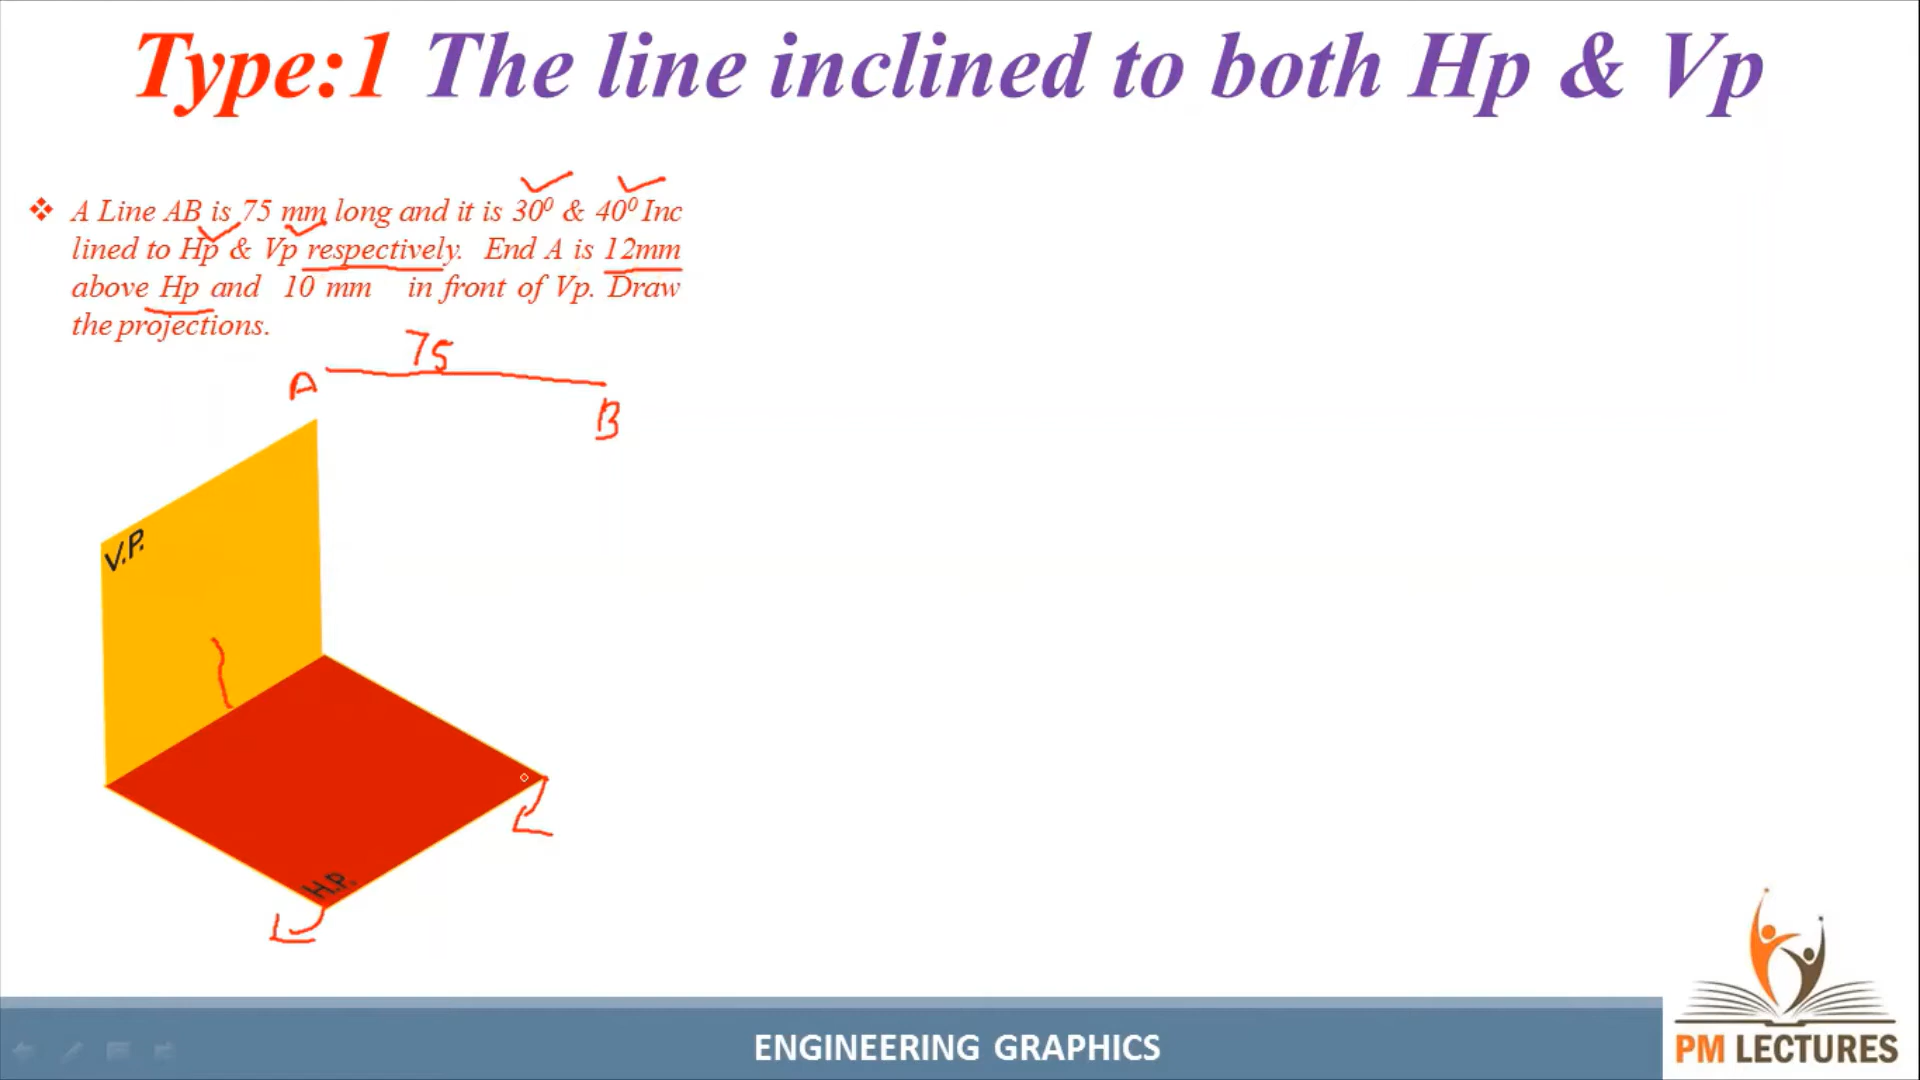 Type:1 The line inclined to both Hp & Vp
❖ A Line AB is 75 mm long and it is 30⁰ & 40⁰ Inc
lined to Hp & Vp respectively. End A is 12mm
above Hp and 10 mm in front of Vp. Draw
the projections.
75
A
B
V.P.
H.P.
ENGINEERING GRAPHICS
PM LECTURES